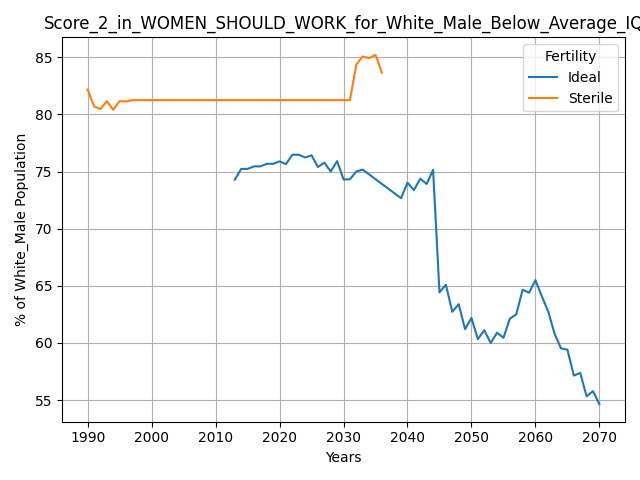 Score_2_in_WOMEN_SHOULD_WORK_for_White_Male_Below_Average_IQ
Fertility
Ideal
Sterile
% of White_Male Population
85
80
75
70
65
60
55
1990 2000 2010 2020 2030 2040 2050 2060 2070
Years